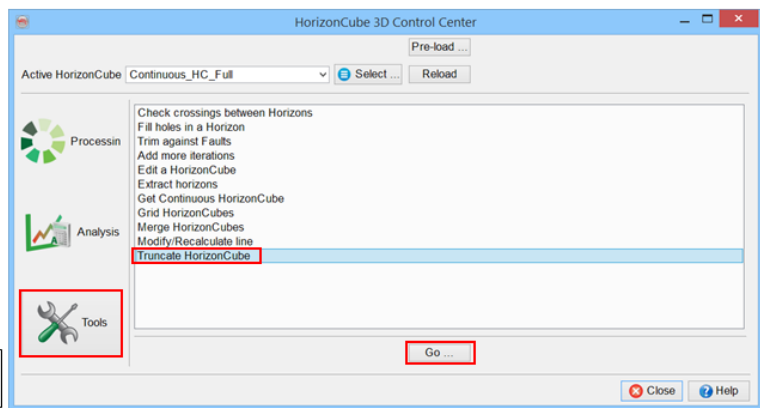 HorizonCube 3D Control Center
Pre-load ...
Active HorizonCube Continuous_HC_Full Select ... Reload
Check crossings between Horizons
Fill holes in a Horizon
Trim against Faults
Add more iterations
Edit a HorizonCube
Extract horizons
Get Continuous HorizonCube
Grid HorizonCubes
Merge HorizonCubes
Modify/Recalculate line
Truncate HorizonCube
Processin
Analysis
Tools
Go ...
Close Help